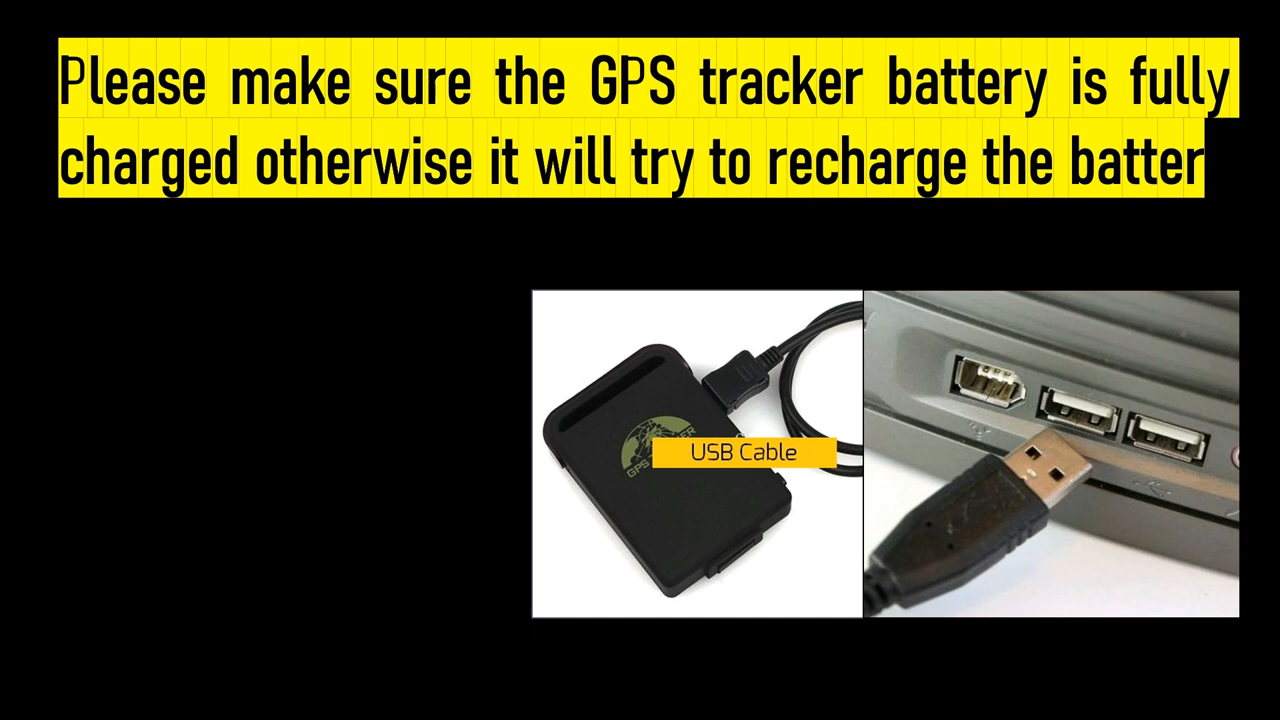 Please make sure the GPS tracker battery is fully
charged otherwise it will try to recharge the batter
USB Cable